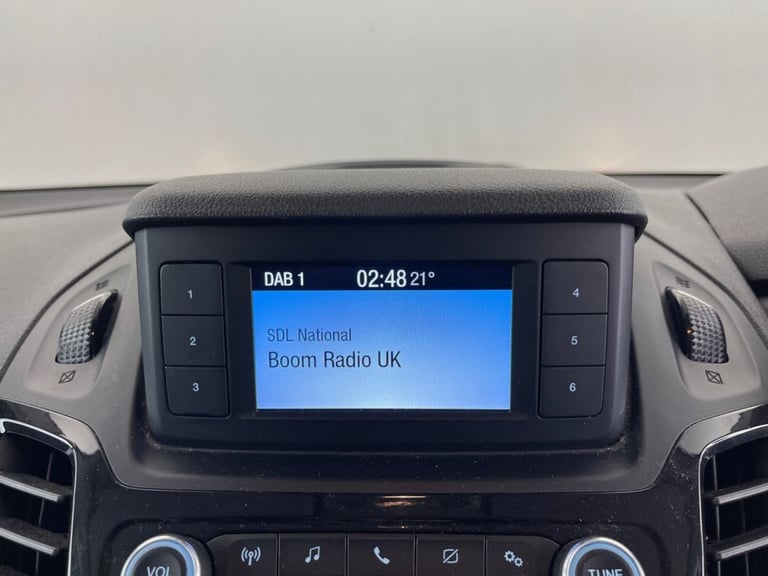 DAB 1 02:48 21°
1
4
SDL National
2
5
Boom Radio UK
3
6
VOL
TUNE